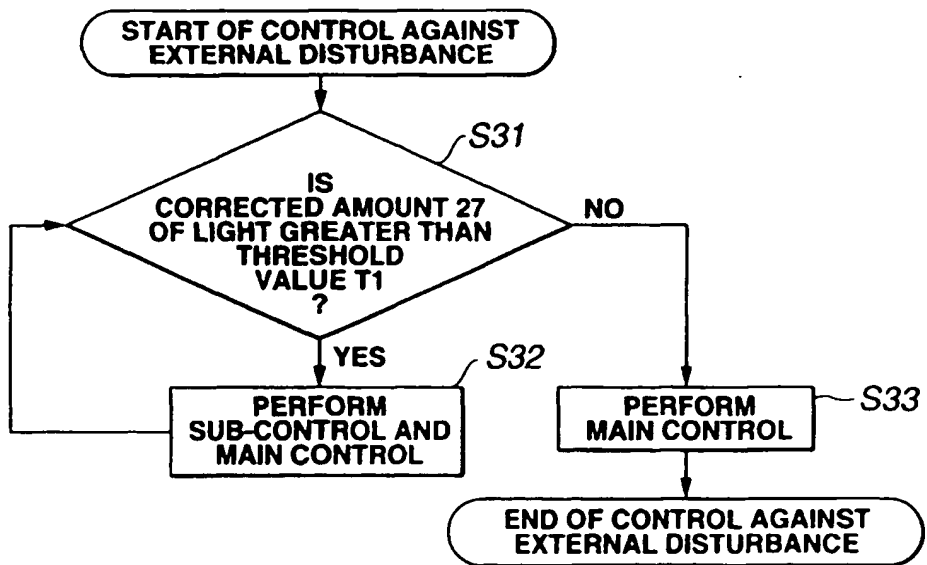 START OF CONTROL AGAINST
EXTERNAL DISTURBANCE
S31
IS
CORRECTED AMOUNT 27
OF LIGHT GREATER THAN
THRESHOLD
VALUE T1
?
NO
YES
S32
PERFORM
SUB-CONTROL AND
MAIN CONTROL
PERFORM
MAIN CONTROL
S33
END OF CONTROL AGAINST
EXTERNAL DISTURBANCE